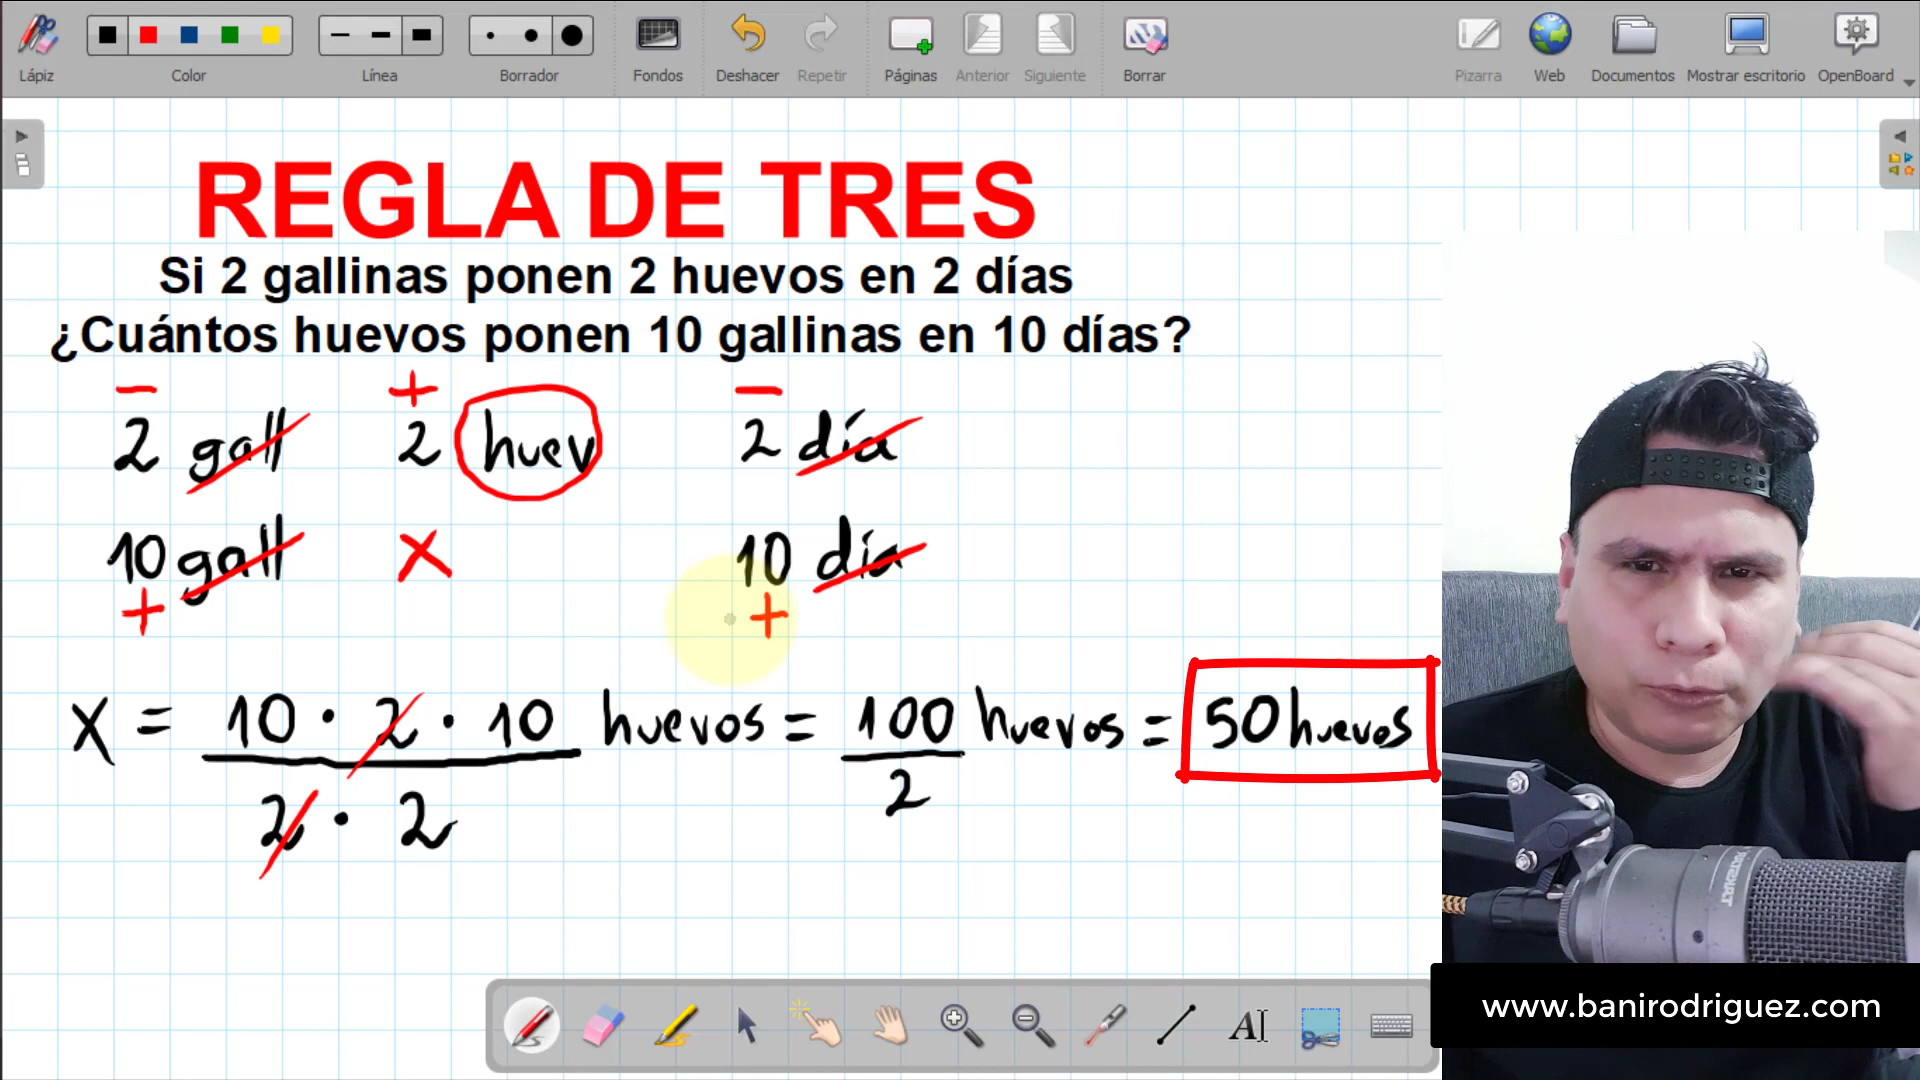 Lápiz Color Línea Borrador Fondos Deshacer Repetir Páginas Anterior Siguiente Borrar Pizarra Web Documentos Mostrar escritorio OpenBoard
REGLA DE TRES
Si 2 gallinas ponen 2 huevos en 2 días
¿Cuántos huevos ponen 10 gallinas en 10 días?
− + −
2 gall 2 huev 2 día
10 gall x 10 día
+ +
x = 10 · 2 · 10 huevos = 100 huevos = 50 huevos
2 · 2 2
AI
www.banirodriguez.com